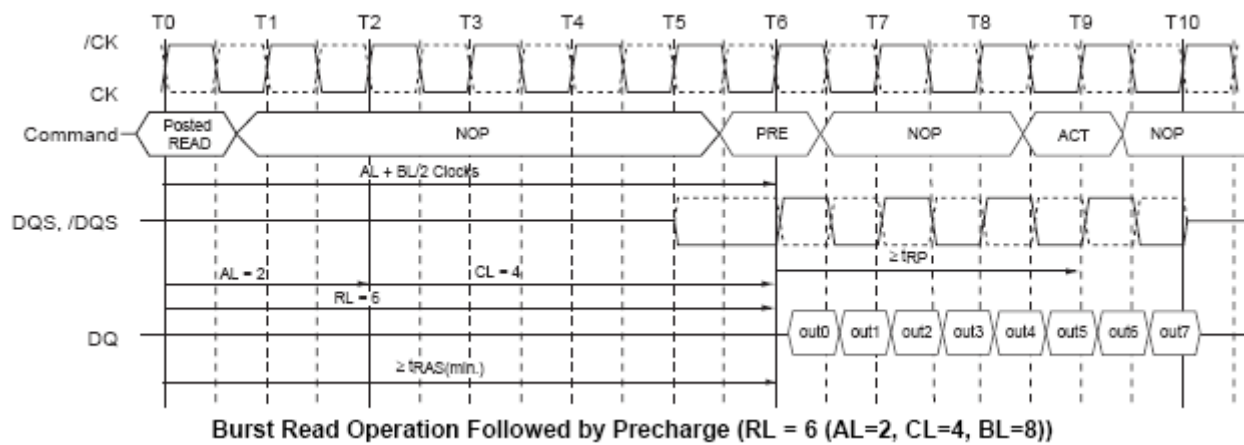 T0 T1 T2 T3 T4 T5 T6 T7 T8 T9 T10
/CK
CK
Command Posted READ NOP PRE NOP ACT NOP
AL + BL/2 Clocks
DQS, /DQS
≥ tRP
AL = 2 CL = 4
RL = 6
DQ out0 out1 out2 out3 out4 out5 out6 out7
≥ tRAS(min.)
Burst Read Operation Followed by Precharge (RL = 6 (AL=2, CL=4, BL=8))